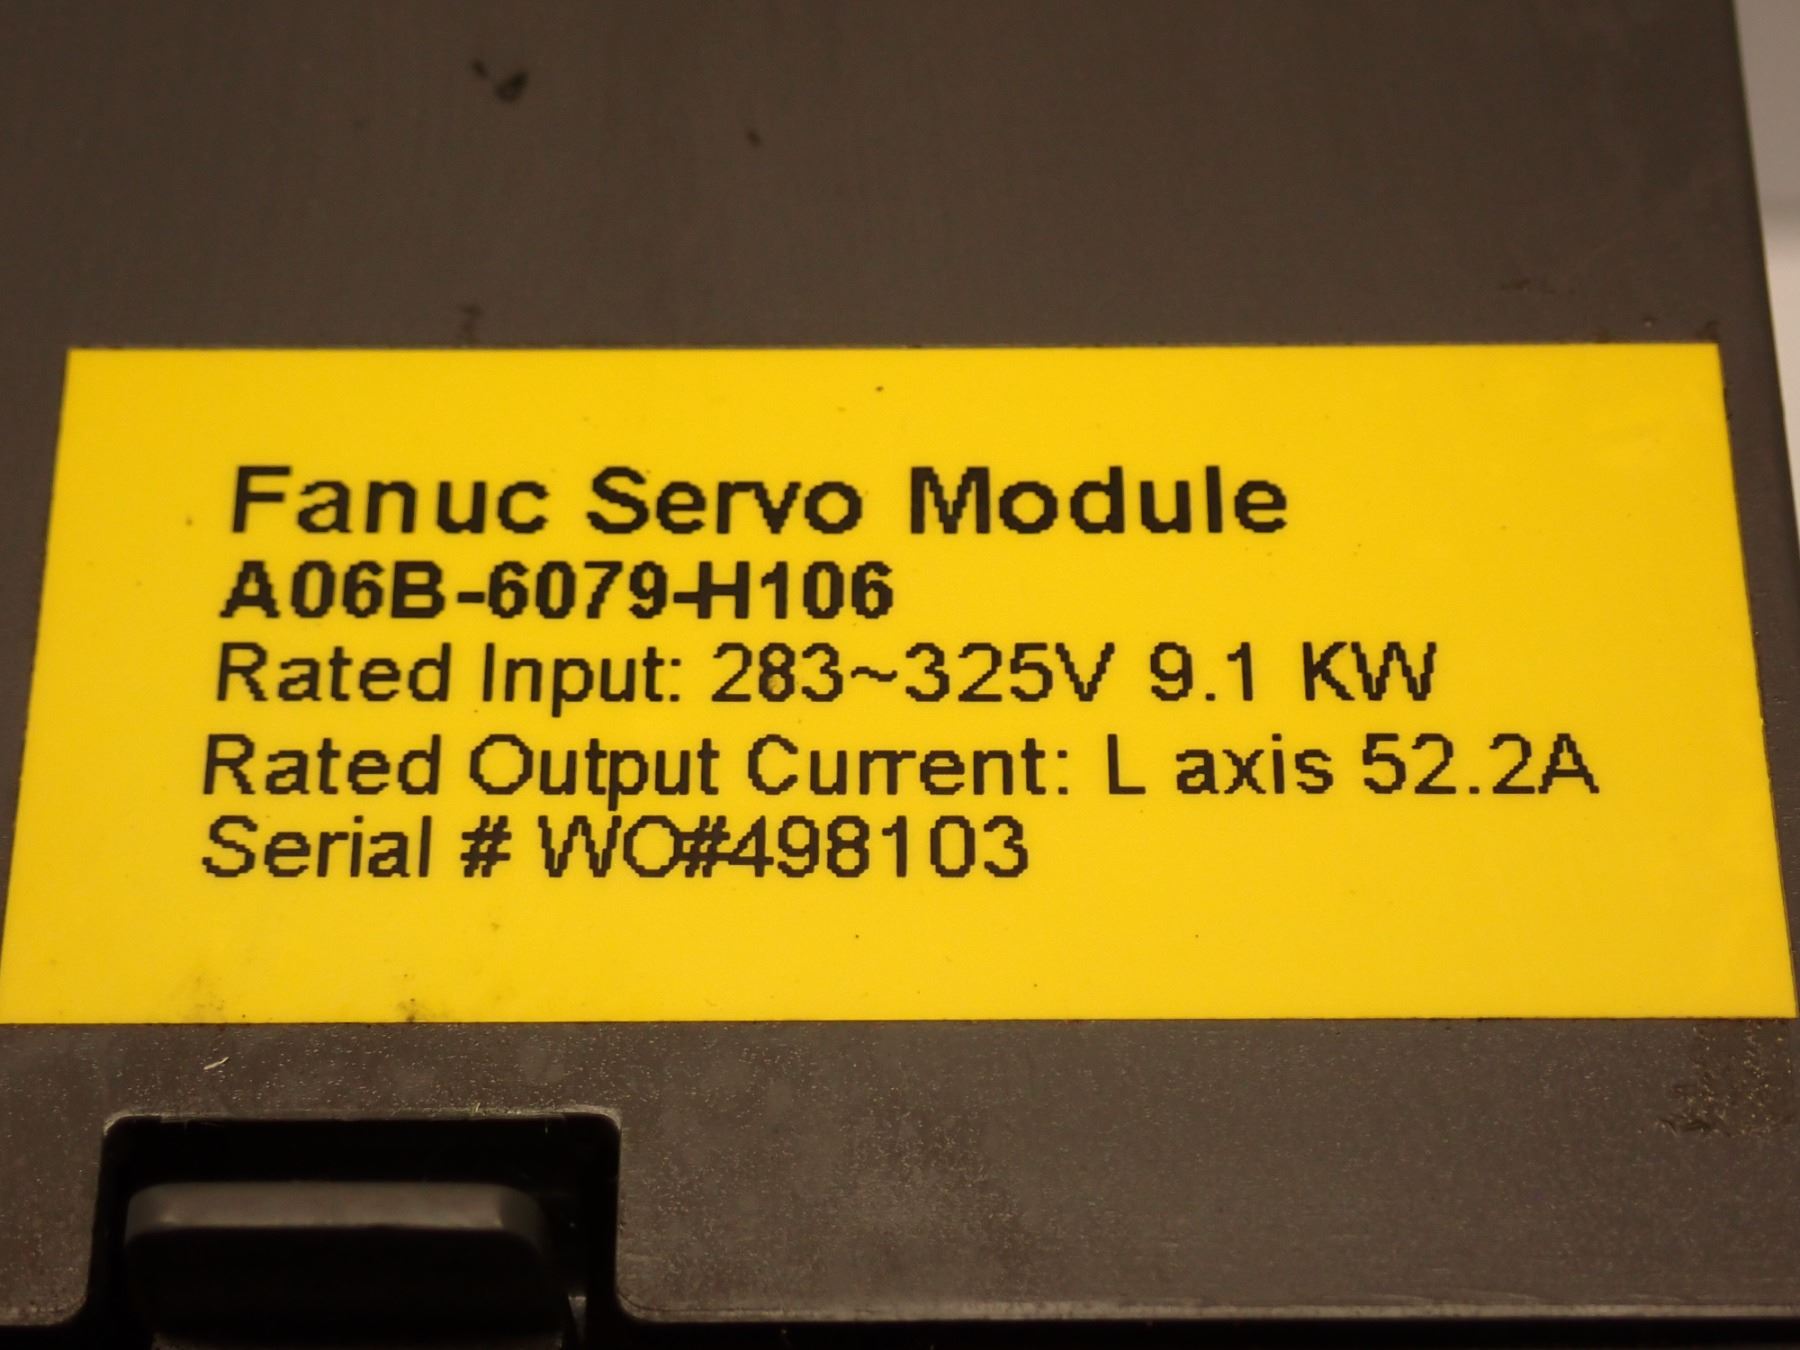 Fanuc Servo Module
A06B-6079-H106
Rated Input: 283~325V 9.1 KW
Rated Output Current: L axis 52.2A
Serial # WO#498103